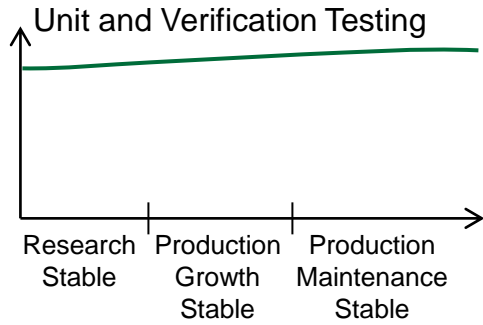 Unit and Verification Testing
Research Production Production
Stable Growth Maintenance
Stable Stable